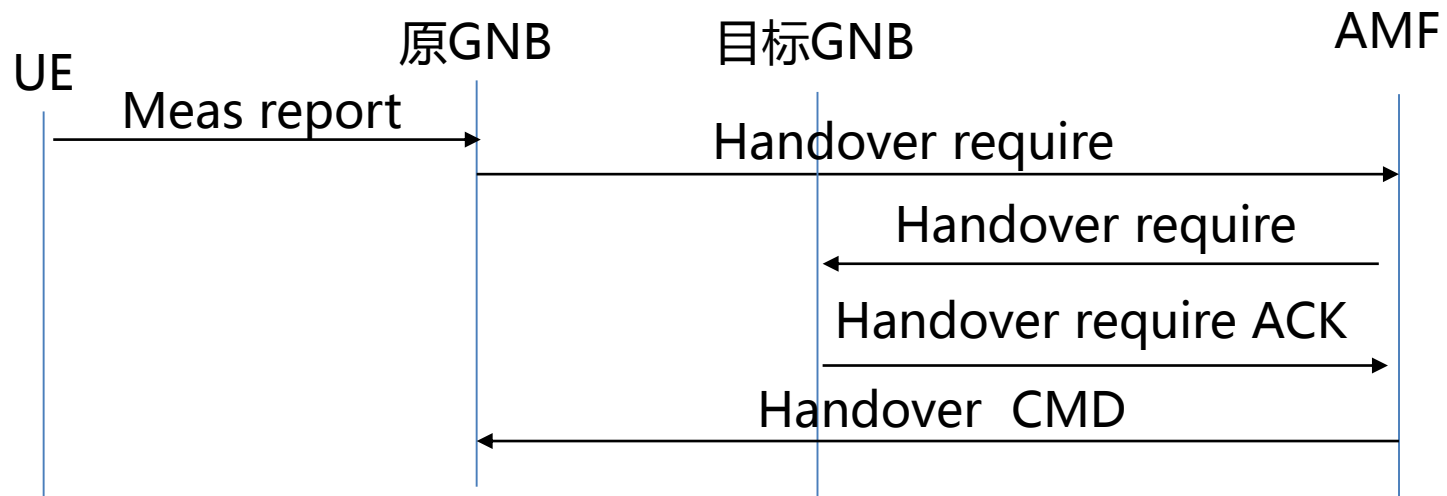 UE
原GNB
目标GNB
AMF
Meas report
Handover require
Handover require
Handover require ACK
Handover CMD